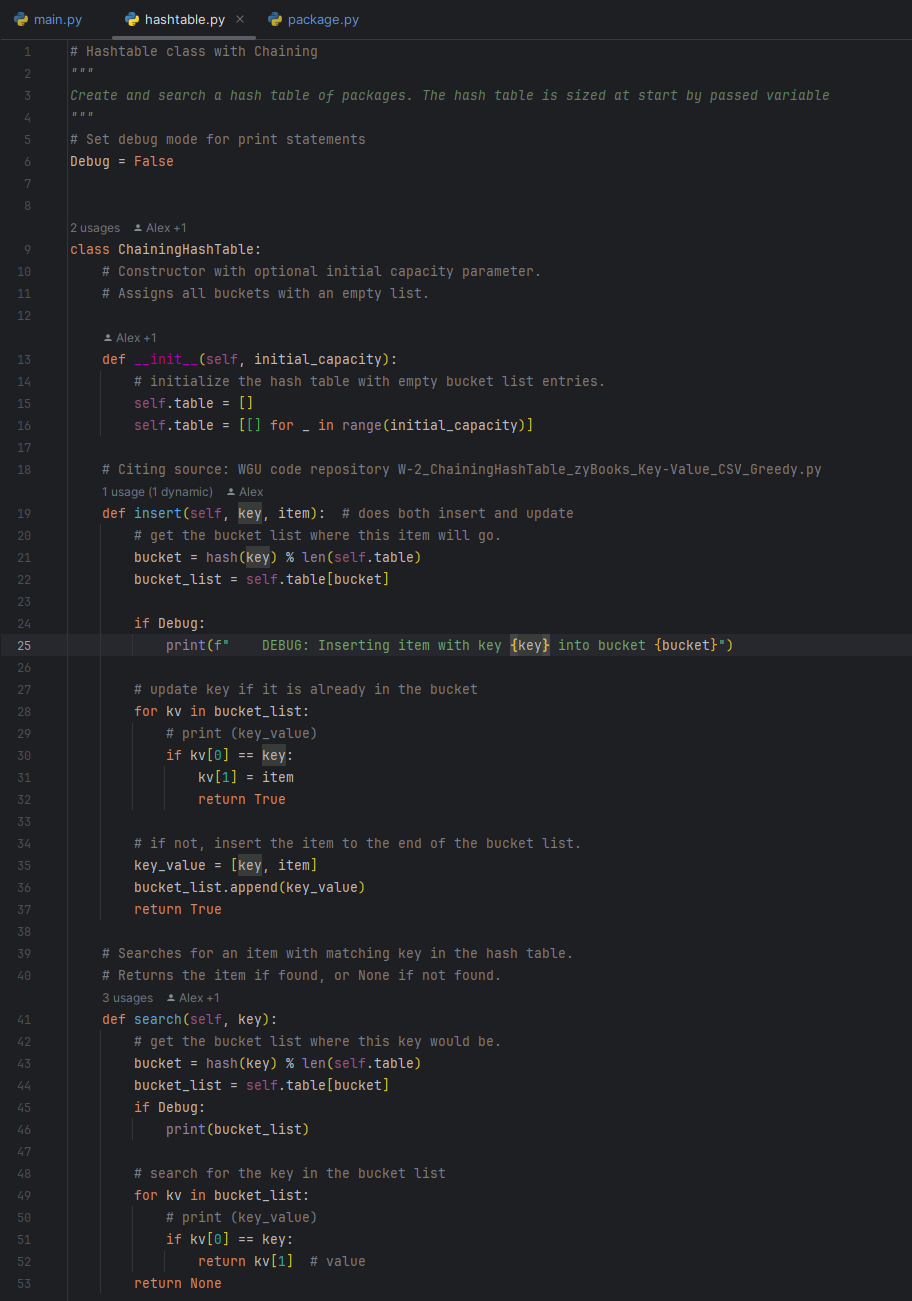 main.py hashtable.py × package.py
1 # Hashtable class with Chaining
2 """
3 Create and search a hash table of packages. The hash table is sized at start by passed variable
4 """
5 # Set debug mode for print statements
6 Debug = False
7
8
2 usages Alex +1
9 class ChainingHashTable:
10     # Constructor with optional initial capacity parameter.
11     # Assigns all buckets with an empty list.
12
Alex +1
13     def __init__(self, initial_capacity):
14         # initialize the hash table with empty bucket list entries.
15         self.table = []
16         self.table = [[] for _ in range(initial_capacity)]
17
18     # Citing source: WGU code repository W-2_ChainingHashTable_zyBooks_Key-Value_CSV_Greedy.py
1 usage (1 dynamic) Alex
19     def insert(self, key, item):  # does both insert and update
20         # get the bucket list where this item will go.
21         bucket = hash(key) % len(self.table)
22         bucket_list = self.table[bucket]
23
24         if Debug:
25             print(f"    DEBUG: Inserting item with key {key} into bucket {bucket}")
26
27         # update key if it is already in the bucket
28         for kv in bucket_list:
29             # print (key_value)
30             if kv[0] == key:
31                 kv[1] = item
32                 return True
33
34         # if not, insert the item to the end of the bucket list.
35         key_value = [key, item]
36         bucket_list.append(key_value)
37         return True
38
39     # Searches for an item with matching key in the hash table.
40     # Returns the item if found, or None if not found.
3 usages Alex +1
41     def search(self, key):
42         # get the bucket list where this key would be.
43         bucket = hash(key) % len(self.table)
44         bucket_list = self.table[bucket]
45         if Debug:
46             print(bucket_list)
47
48         # search for the key in the bucket list
49         for kv in bucket_list:
50             # print (key_value)
51             if kv[0] == key:
52                 return kv[1]  # value
53         return None